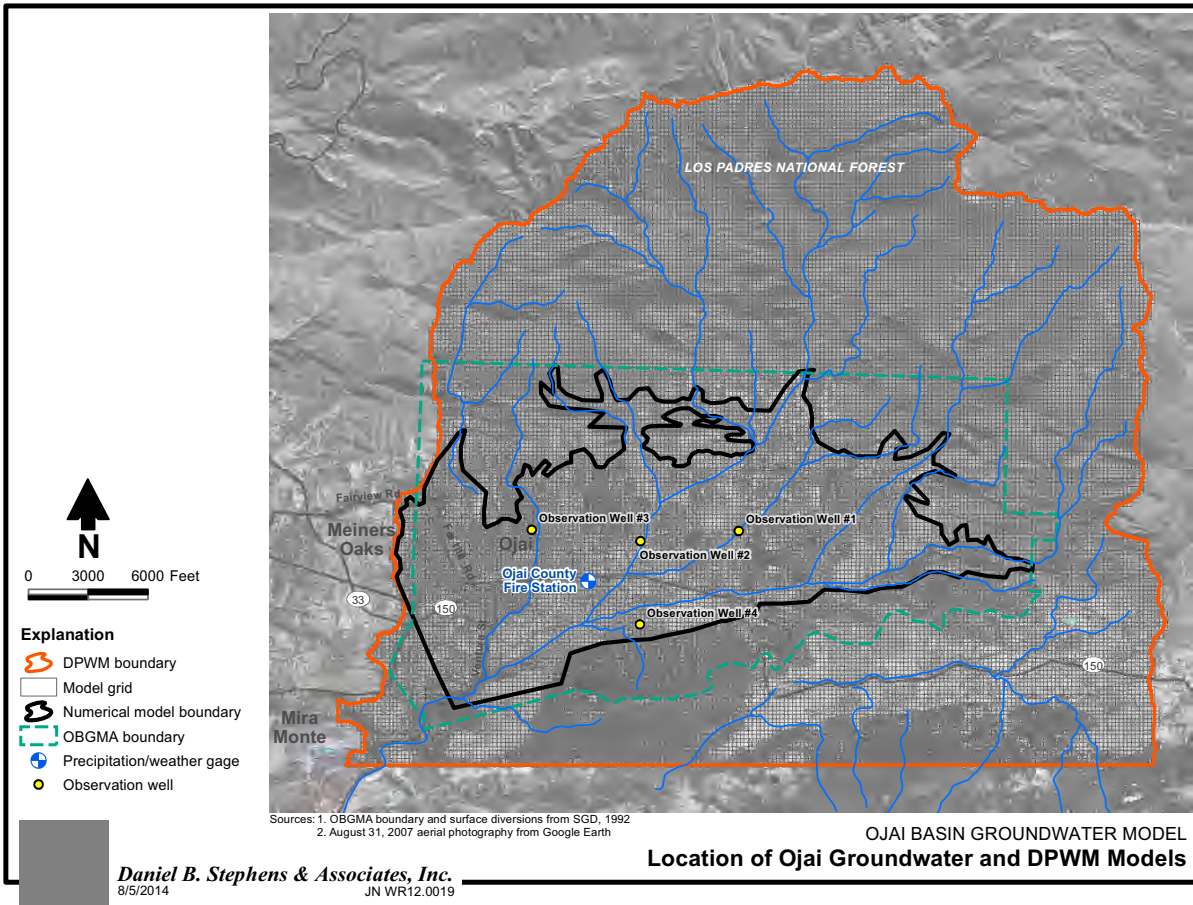 LOS PADRES NATIONAL FOREST
Fairview Rd
Meiners
Oaks
Observation Well #3
Observation Well #1
Ojai
Observation Well #2
Ojai County
Fire Station
N
0 3000 6000 Feet
33
150
Observation Well #4
150
Explanation
DPWM boundary
Model grid
Numerical model boundary
OBGMA boundary
Precipitation/weather gage
Observation well
Mira
Monte
Sources: 1. OBGMA boundary and surface diversions from SGD, 1992
2. August 31, 2007 aerial photography from Google Earth
OJAI BASIN GROUNDWATER MODEL
Location of Ojai Groundwater and DPWM Models
Daniel B. Stephens & Associates, Inc.
8/5/2014 JN WR12.0019